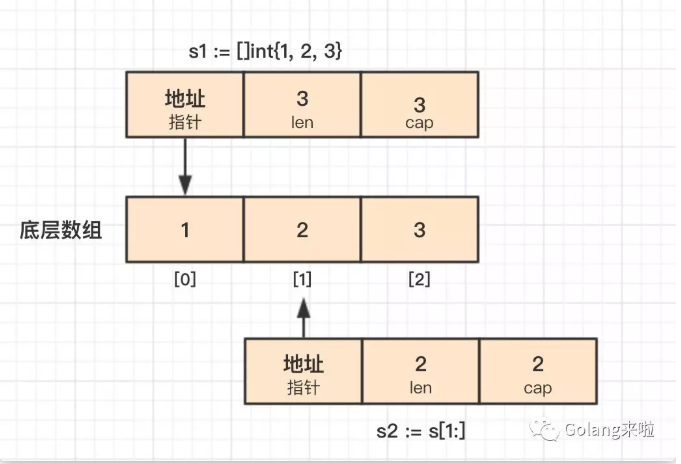 s1 := []int{1, 2, 3}
地址 3 3
指针 len cap
底层数组 1 2 3
[0] [1] [2]
地址 2 2
指针 len cap
s2 := s[1:]
Golang来啦